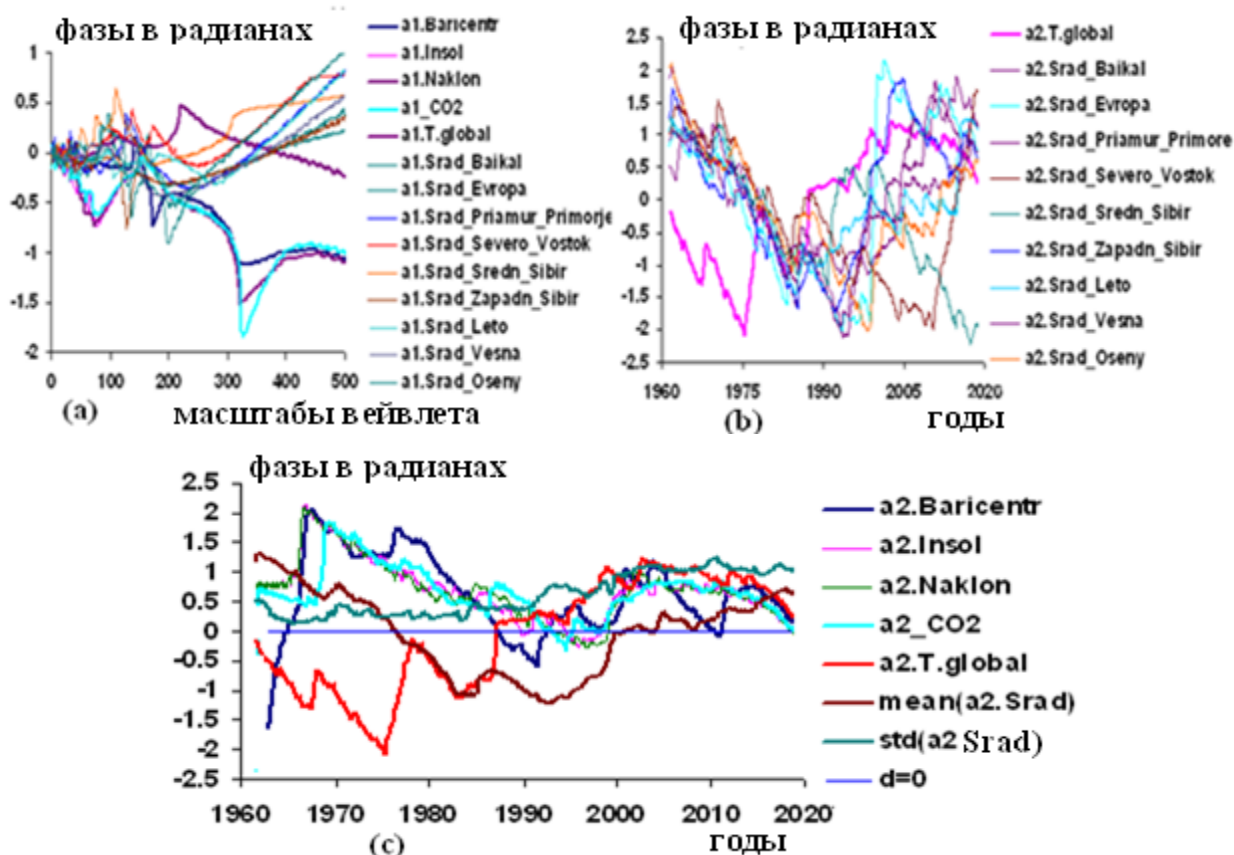 фазы в радианах
1
0.5
0
-0.5
-1
-1.5
-2
0 100 200 300 400 500
(a) масштабы вейвлета
a1.Baricentr
a1.Insol
a1.Naklon
a1_CO2
a1.T.global
a1.Srad_Baikal
a1.Srad_Evropa
a1.Srad_Priamur_Primorje
a1.Srad_Severo_Vostok
a1.Srad_Sredn_Sibir
a1.Srad_Zapadn_Sibir
a1.Srad_Leto
a1.Srad_Vesna
a1.Srad_Oseny
фазы в радианах
2.5
2
1.5
1
0.5
0
-0.5
-1
-1.5
-2
-2.5
1960 1975 1990 2005 2020
(b) годы
a2.T.global
a2.Srad_Baikal
a2.Srad_Evropa
a2.Srad_Priamur_Primore
a2.Srad_Severo_Vostok
a2.Srad_Sredn_Sibir
a2.Srad_Zapadn_Sibir
a2.Srad_Leto
a2.Srad_Vesna
a2.Srad_Oseny
фазы в радианах
2.5
2
1.5
1
0.5
0
-0.5
-1
-1.5
-2
-2.5
1960 1970 1980 1990 2000 2010 2020
(c) годы
a2.Baricentr
a2.Insol
a2.Naklon
a2_CO2
a2.T.global
mean(a2.Srad)
std(a2 Srad)
d=0